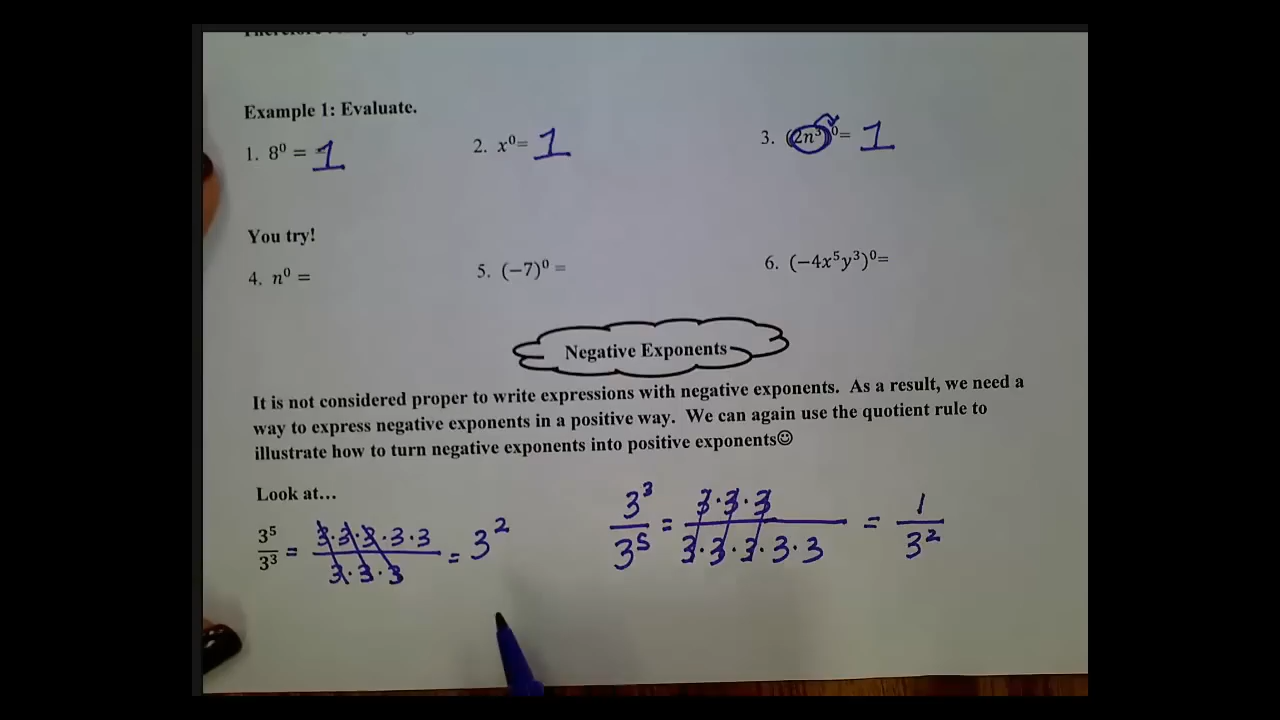 Example 1: Evaluate.
1. 8⁰ = 1
2. x⁰= 1
3. (2n³)⁰= 1
You try!
4. n⁰ =
5. (−7)⁰ =
6. (−4x⁵y³)⁰=
Negative Exponents
It is not considered proper to write expressions with negative exponents. As a result, we need a
way to express negative exponents in a positive way. We can again use the quotient rule to
illustrate how to turn negative exponents into positive exponents☺
Look at...
3⁵/3³ = 3·3·3·3·3/3·3·3 = 3²
3³/3⁵ = 3·3·3/3·3·3·3·3 = 1/3²